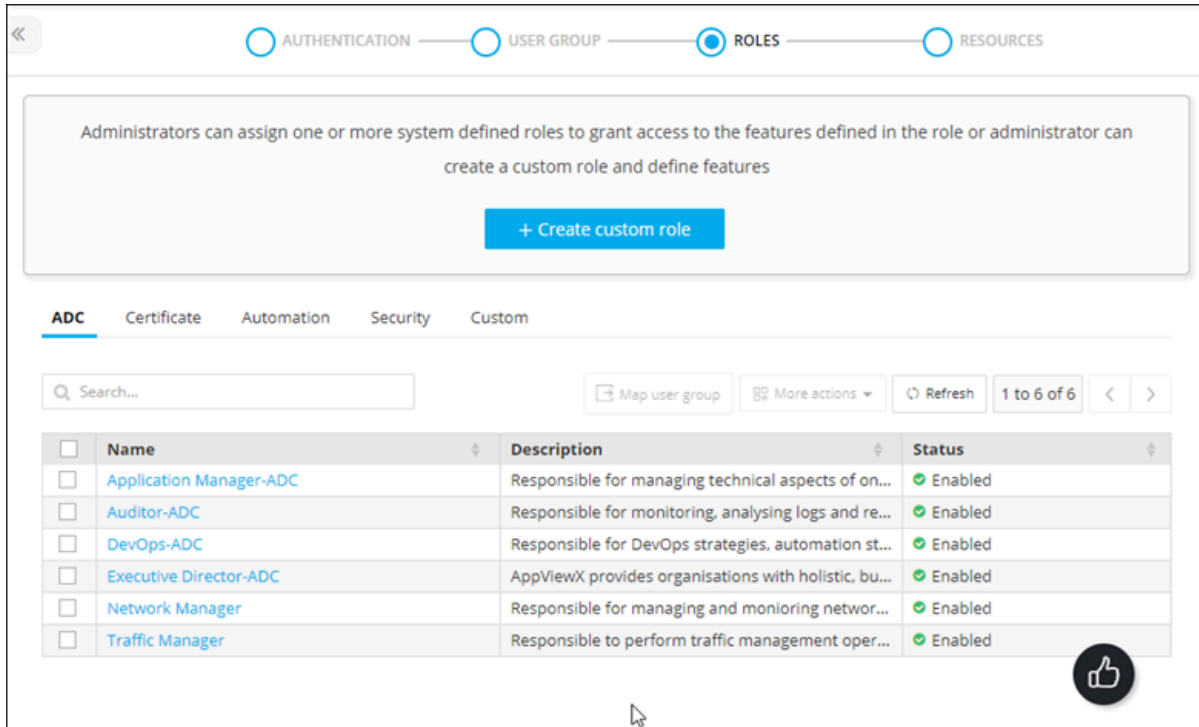 AUTHENTICATION USER GROUP ROLES RESOURCES
Administrators can assign one or more system defined roles to grant access to the features defined in the role or administrator can
create a custom role and define features
+ Create custom role
ADC Certificate Automation Security Custom
Search... Map user group More actions Refresh 1 to 6 of 6
Name Description Status
Application Manager-ADC Responsible for managing technical aspects of on... Enabled
Auditor-ADC Responsible for monitoring, analysing logs and re... Enabled
DevOps-ADC Responsible for DevOps strategies, automation st... Enabled
Executive Director-ADC AppViewX provides organisations with holistic, bu... Enabled
Network Manager Responsible for managing and monioring networ... Enabled
Traffic Manager Responsible to perform traffic management oper... Enabled